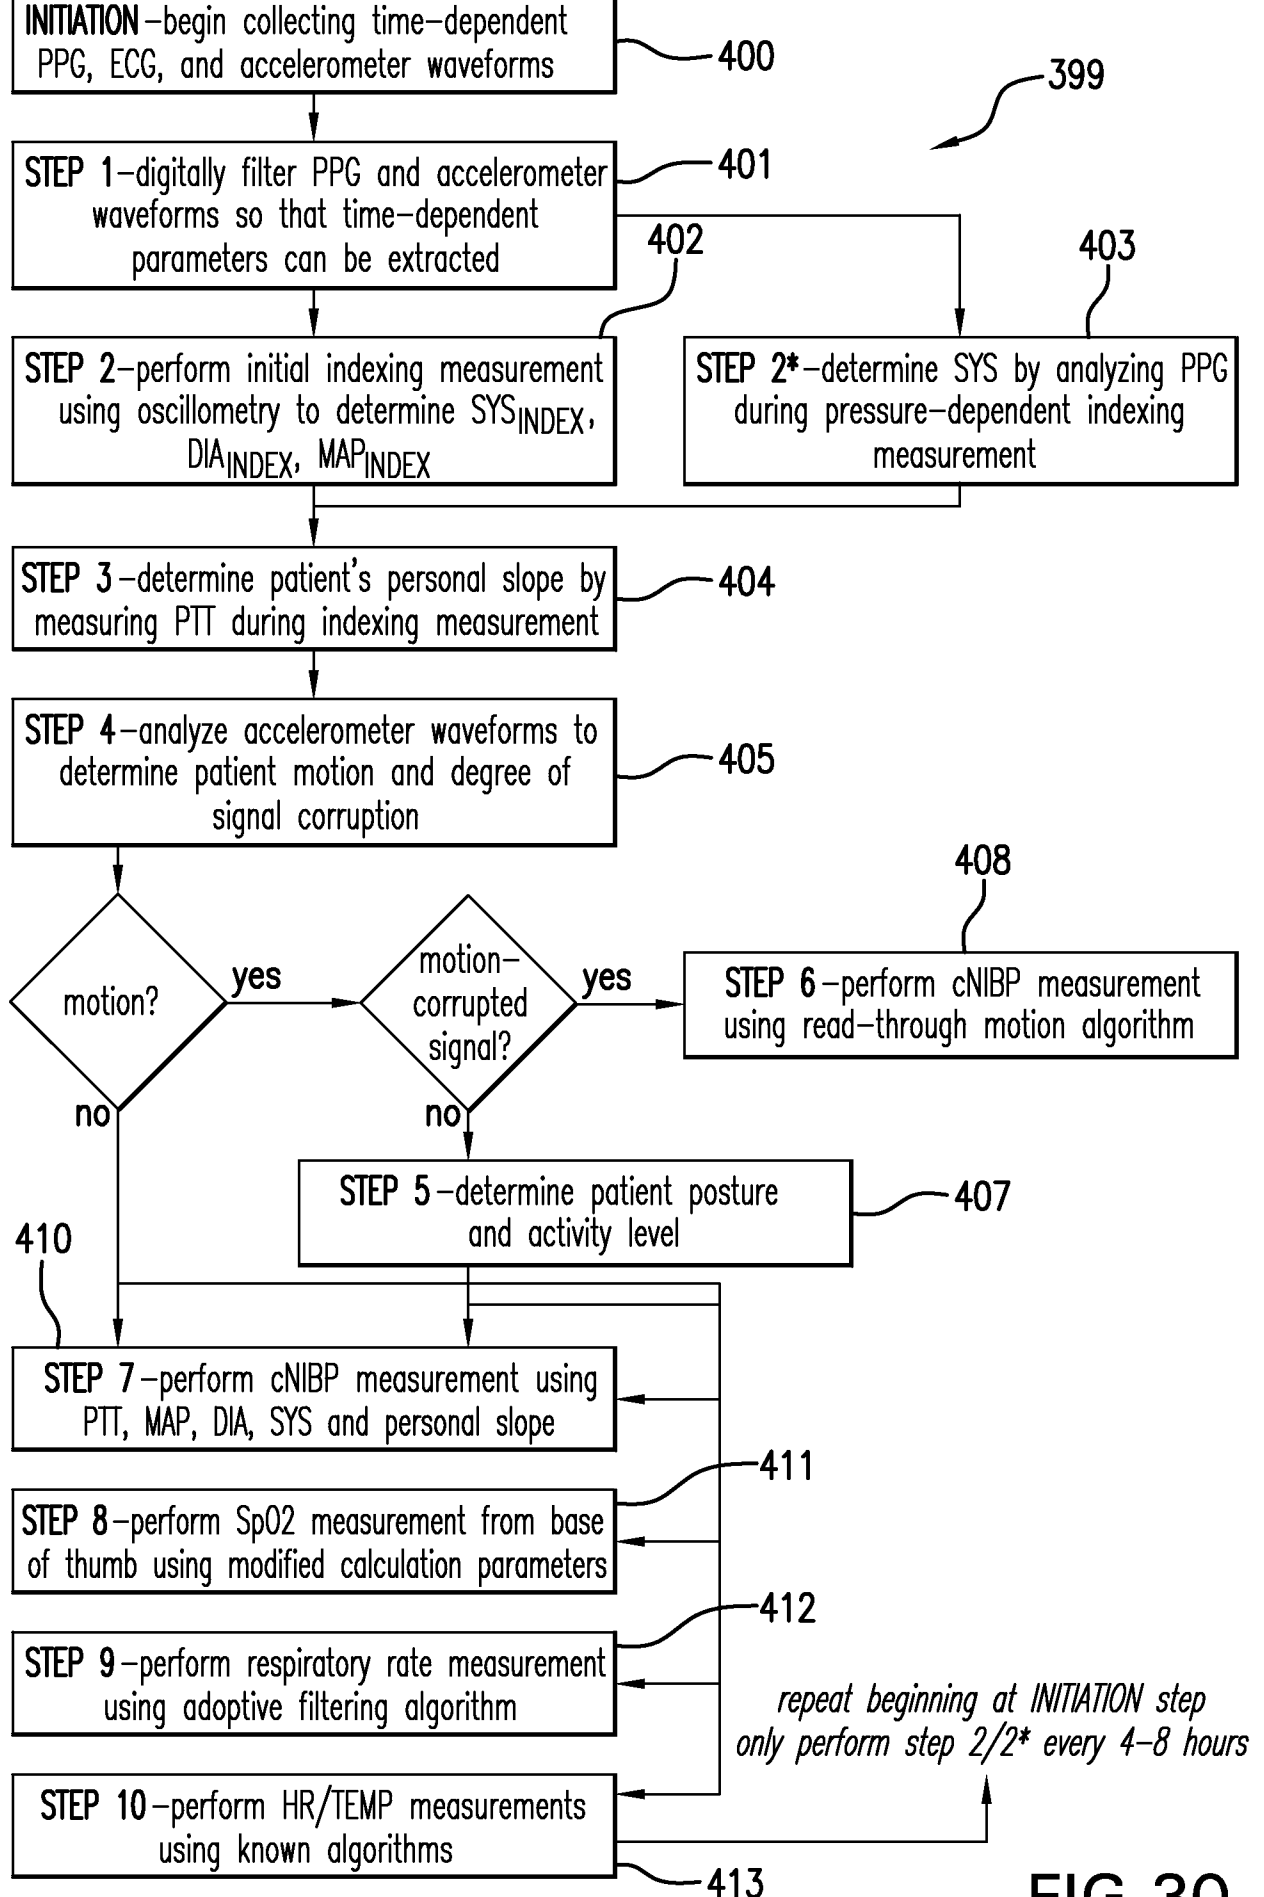 INITIATION–begin collecting time–dependent
PPG, ECG, and accelerometer waveforms
400
399
STEP 1–digitally filter PPG and accelerometer
waveforms so that time–dependent
parameters can be extracted
401
402
403
STEP 2–perform initial indexing measurement
using oscillometry to determine SYSINDEX,
DIAINDEX, MAPINDEX
STEP 2*–determine SYS by analyzing PPG
during pressure–dependent indexing
measurement
STEP 3–determine patient's personal slope by
measuring PTT during indexing measurement
404
STEP 4–analyze accelerometer waveforms to
determine patient motion and degree of
signal corruption
405
408
motion?
yes
motion–
corrupted
signal?
yes
STEP 6–perform cNIBP measurement
using read–through motion algorithm
no
no
STEP 5–determine patient posture
and activity level
407
410
STEP 7–perform cNIBP measurement using
PTT, MAP, DIA, SYS and personal slope
411
STEP 8–perform SpO2 measurement from base
of thumb using modified calculation parameters
412
STEP 9–perform respiratory rate measurement
using adoptive filtering algorithm
repeat beginning at INITIATION step
only perform step 2/2* every 4–8 hours
STEP 10–perform HR/TEMP measurements
using known algorithms
413
FIG.30